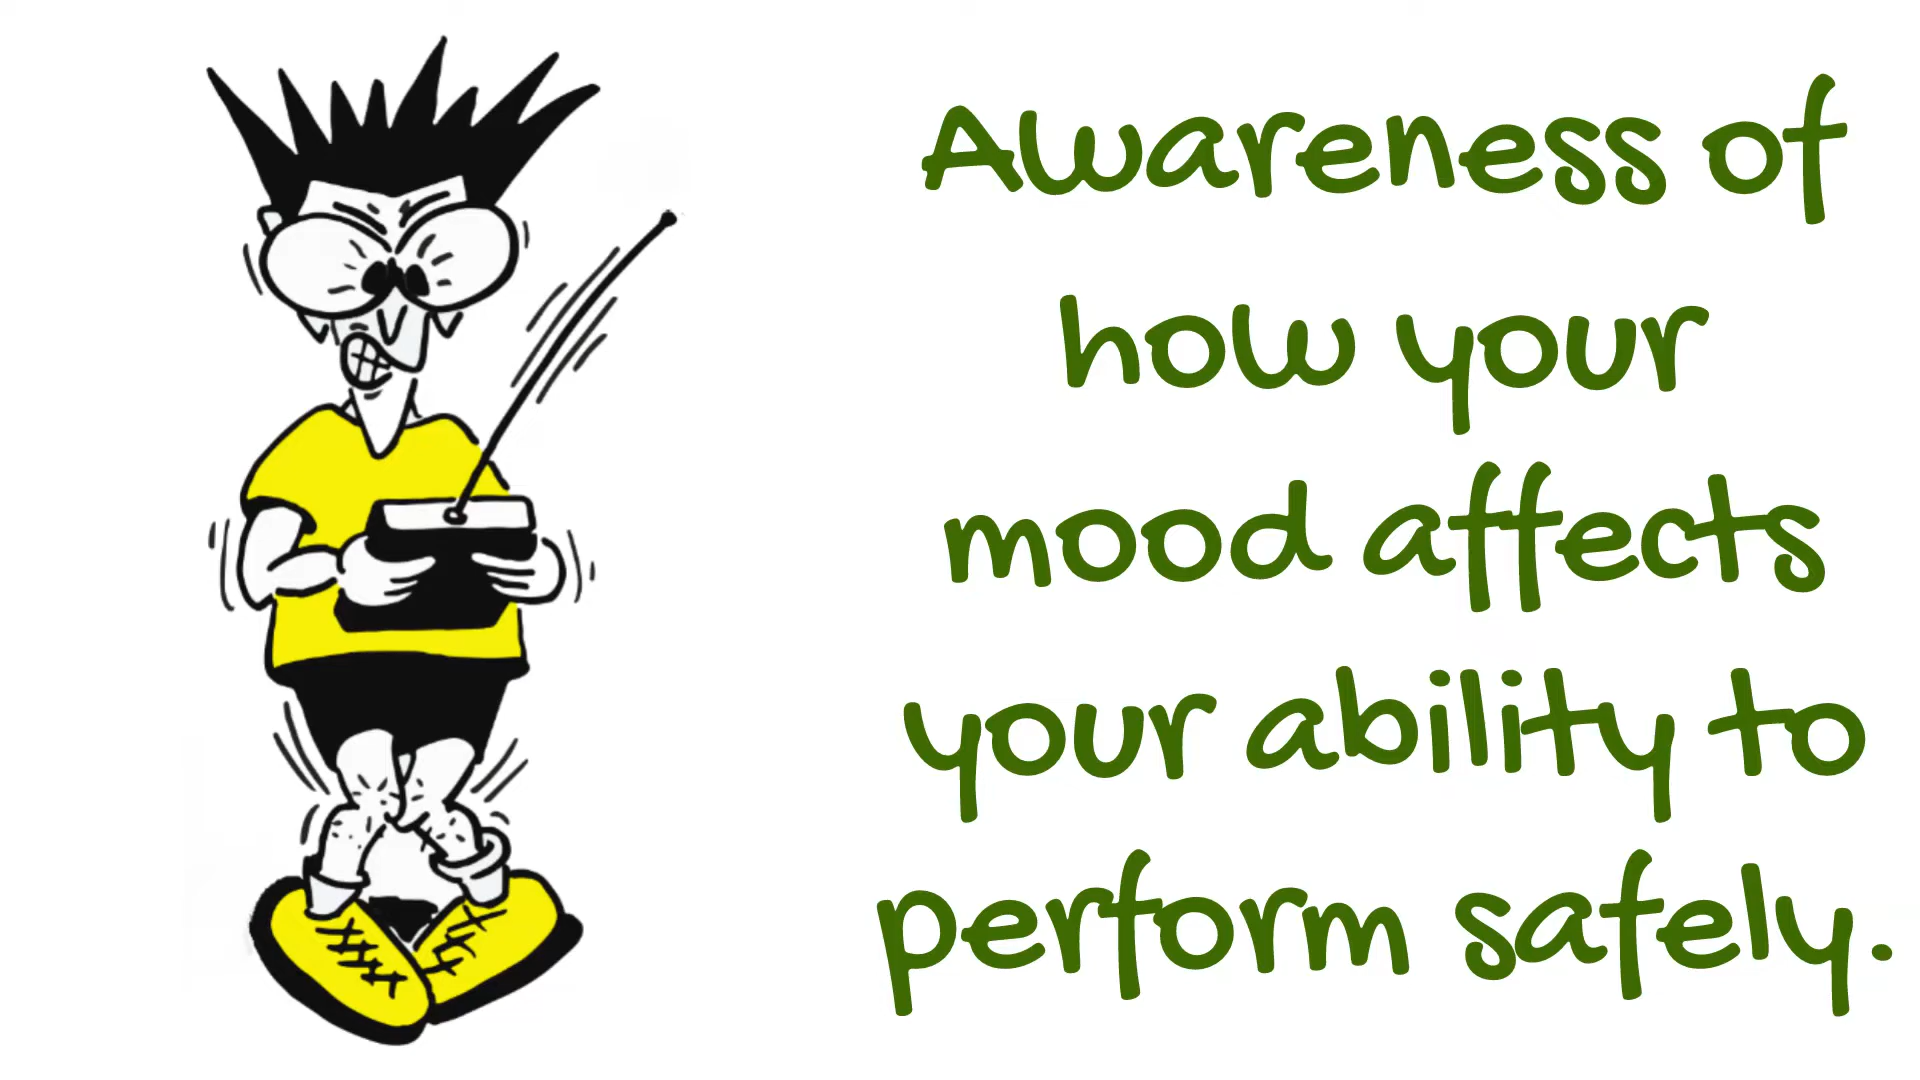 Awareness of
how your
mood affects
your ability to
perform safely.